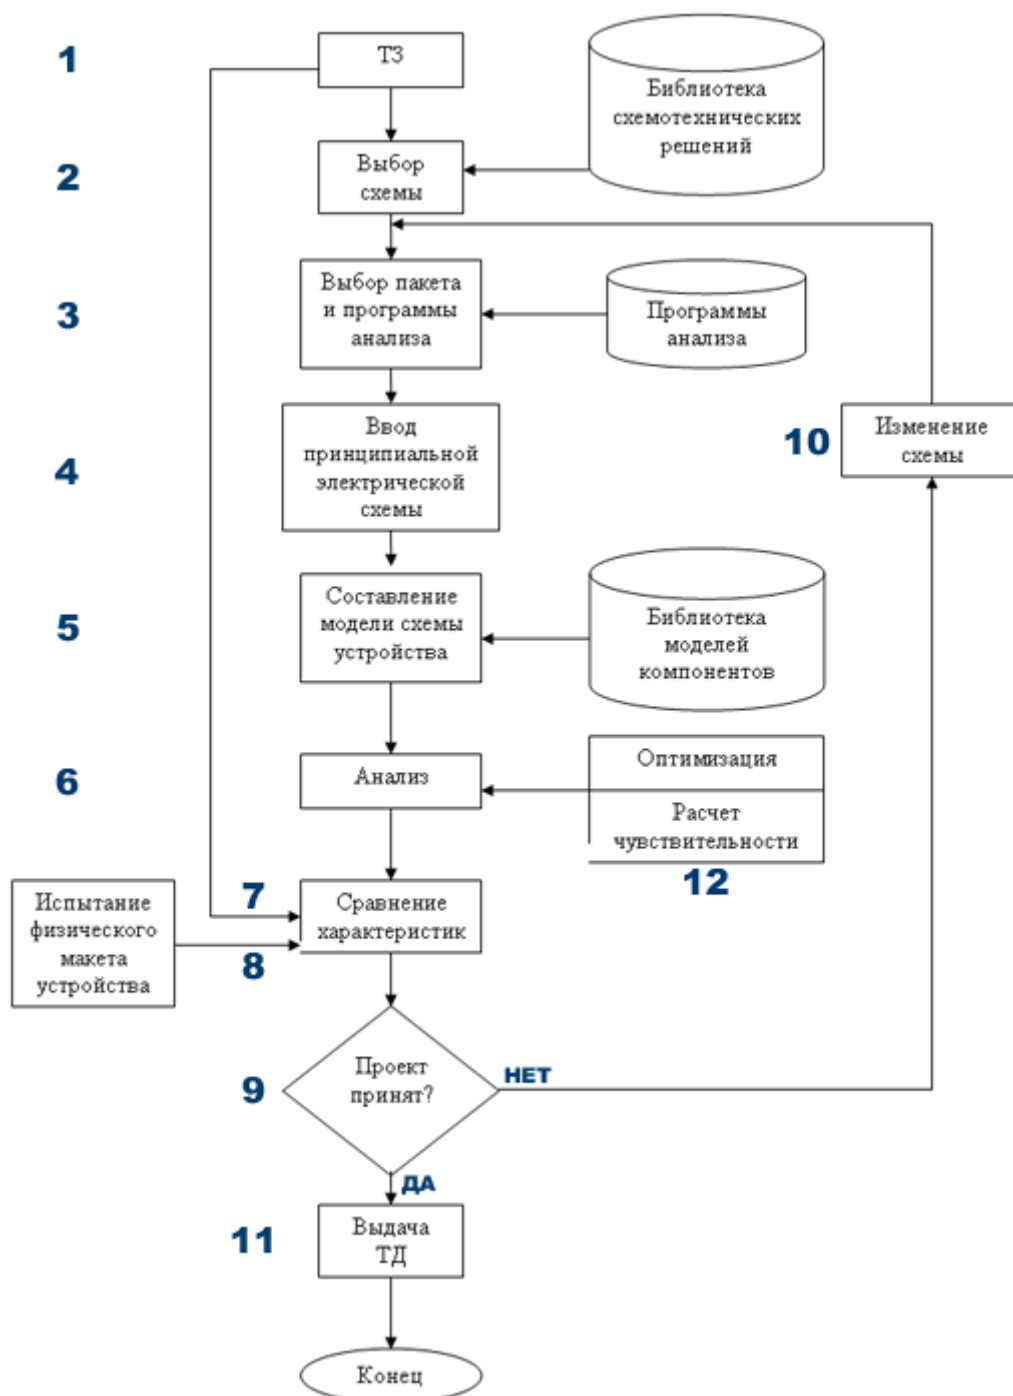 1
ТЗ
Библиотека
схемотехнических
решений
2
Выбор
схемы
3
Выбор пакета
и программы
анализа
Программы
анализа
4
Ввод
принципиальной
электрической
схемы
10
Изменение
схемы
5
Составление
модели схемы
устройства
Библиотека
моделей
компонентов
6
Анализ
Оптимизация
Расчет
чувствительности
12
7
Сравнение
характеристик
Испытание
физического
макета
устройства
8
9
Проект
принят?
НЕТ
ДА
11
Выдача
ТД
Конец